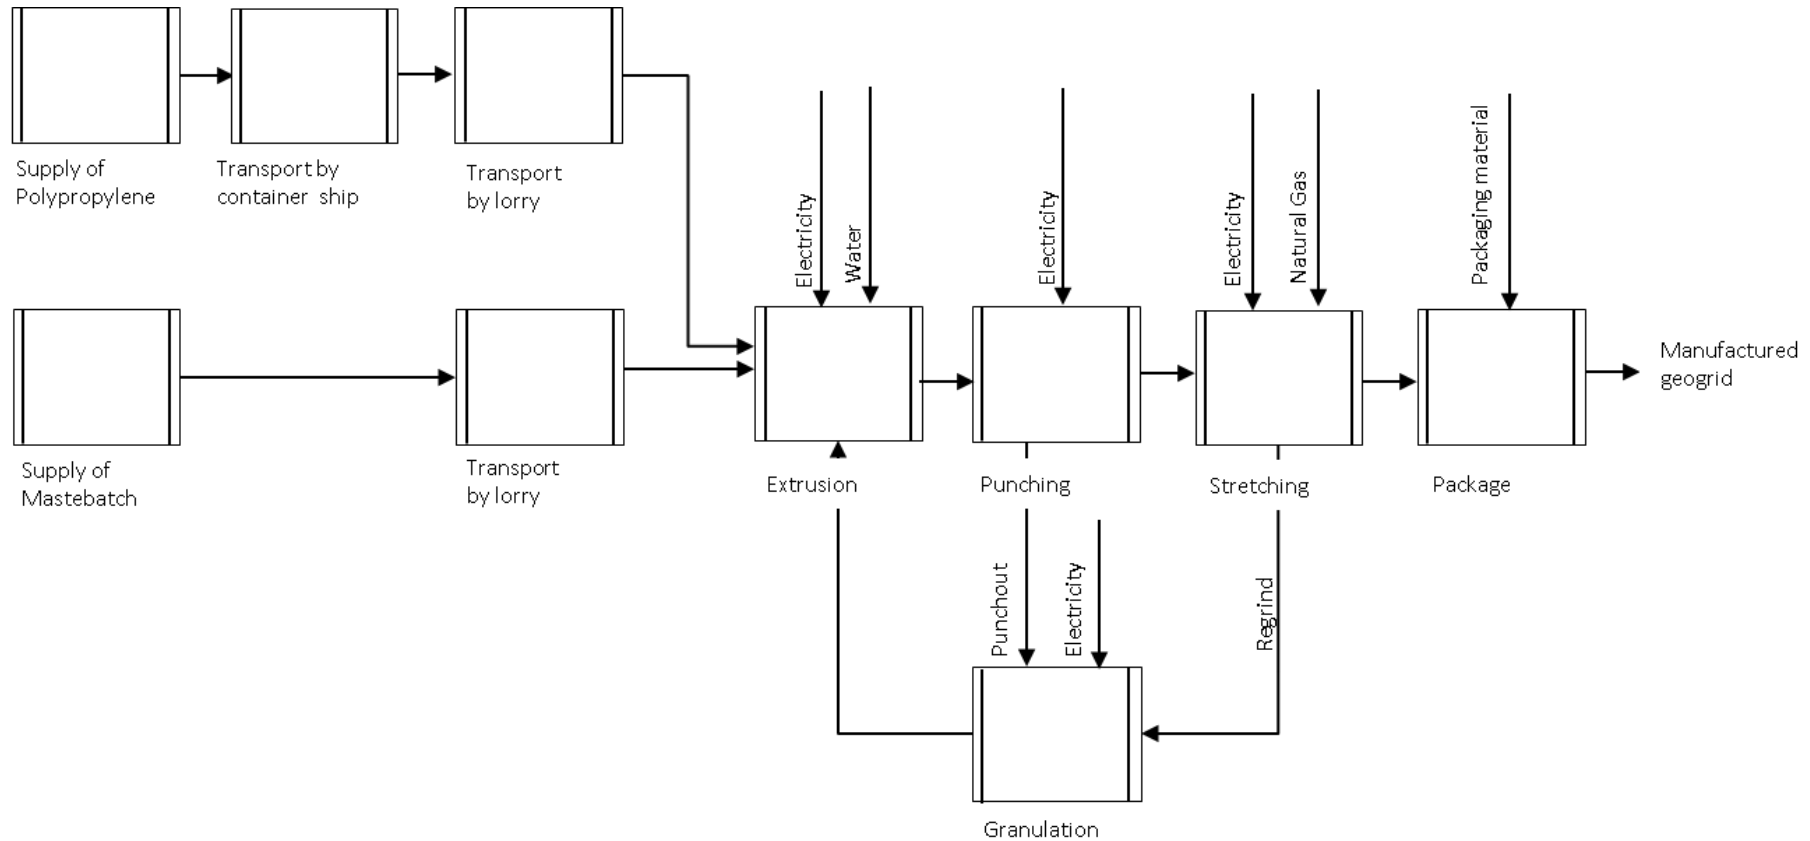 Supply of
Polypropylene
Transport by
container ship
Transport
by lorry
Electricity
Water
Electricity
Electricity
Natural Gas
Packaging material
Manufactured
geogrid
Supply of
Mastebatch
Transport
by lorry
Extrusion
Punching
Stretching
Package
Punchout
Electricity
Regrind
Granulation